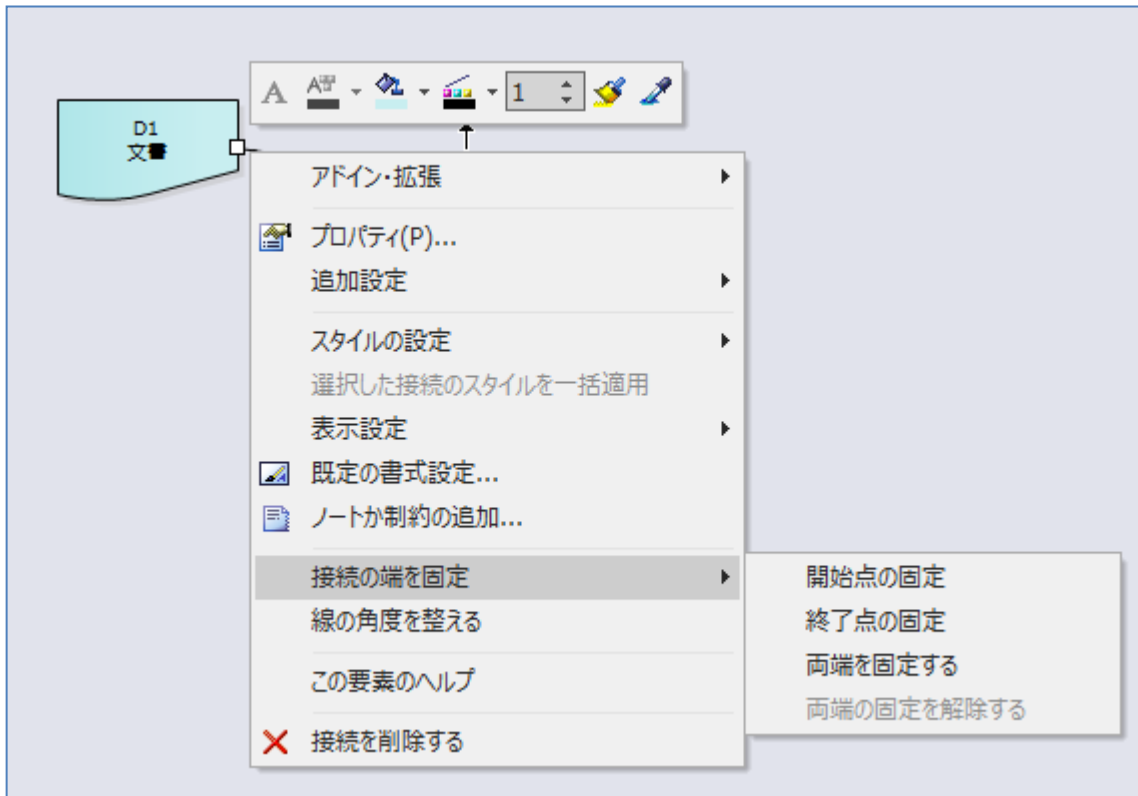 A A字 1
D1
文書
アドイン・拡張
プロパティ(P)...
追加設定
スタイルの設定
選択した接続のスタイルを一括適用
表示設定
既定の書式設定...
ノートか制約の追加...
接続の端を固定
線の角度を整える
この要素のヘルプ
接続を削除する
開始点の固定
終了点の固定
両端を固定する
両端の固定を解除する